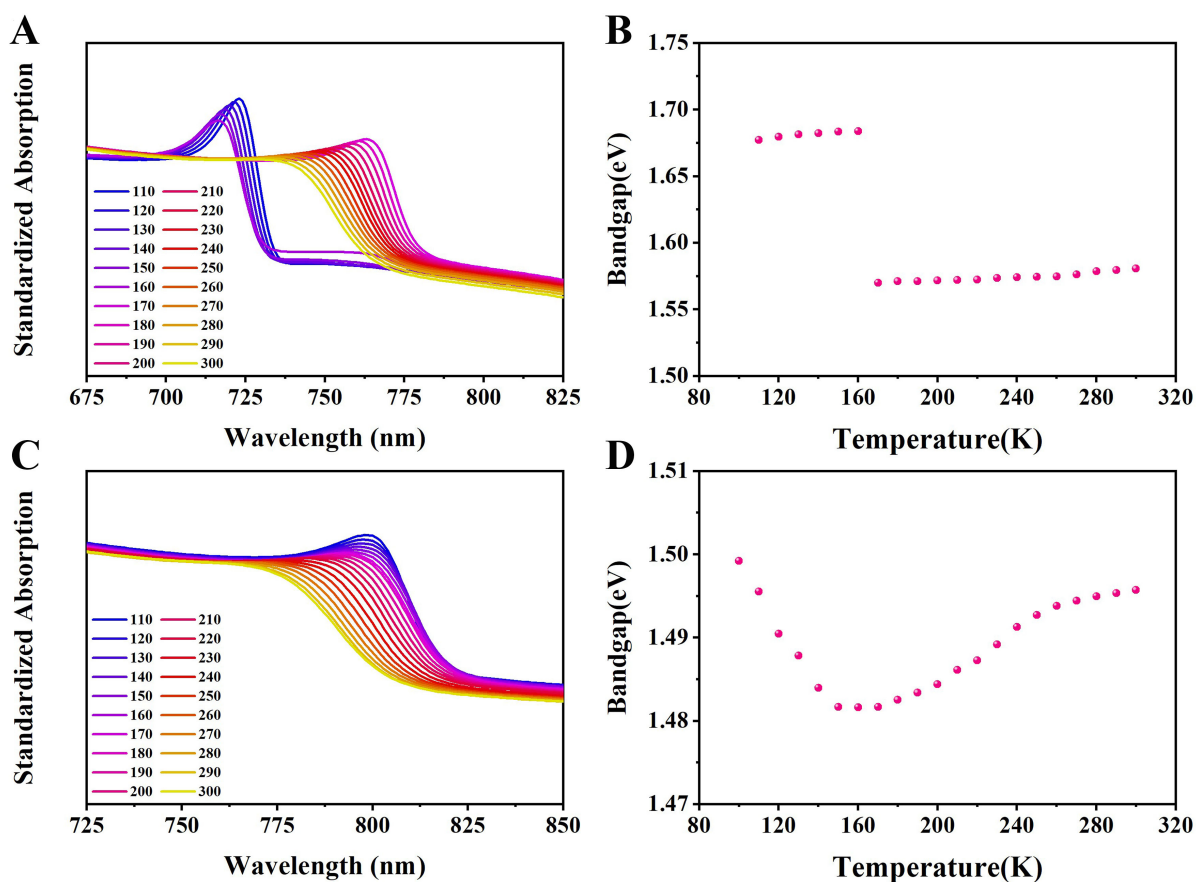 A
Standardized Absorption
110 210
120 220
130 230
140 240
150 250
160 260
170 270
180 280
190 290
200 300
675 700 725 750 775 800 825
Wavelength (nm)
B
Bandgap(eV)
1.75
1.70
1.65
1.60
1.55
1.50
80 120 160 200 240 280 320
Temperature(K)
C
Standardized Absorption
110 210
120 220
130 230
140 240
150 250
160 260
170 270
180 280
190 290
200 300
725 750 775 800 825 850
Wavelength (nm)
D
Bandgap(eV)
1.51
1.50
1.49
1.48
1.47
80 120 160 200 240 280 320
Temperature(K)